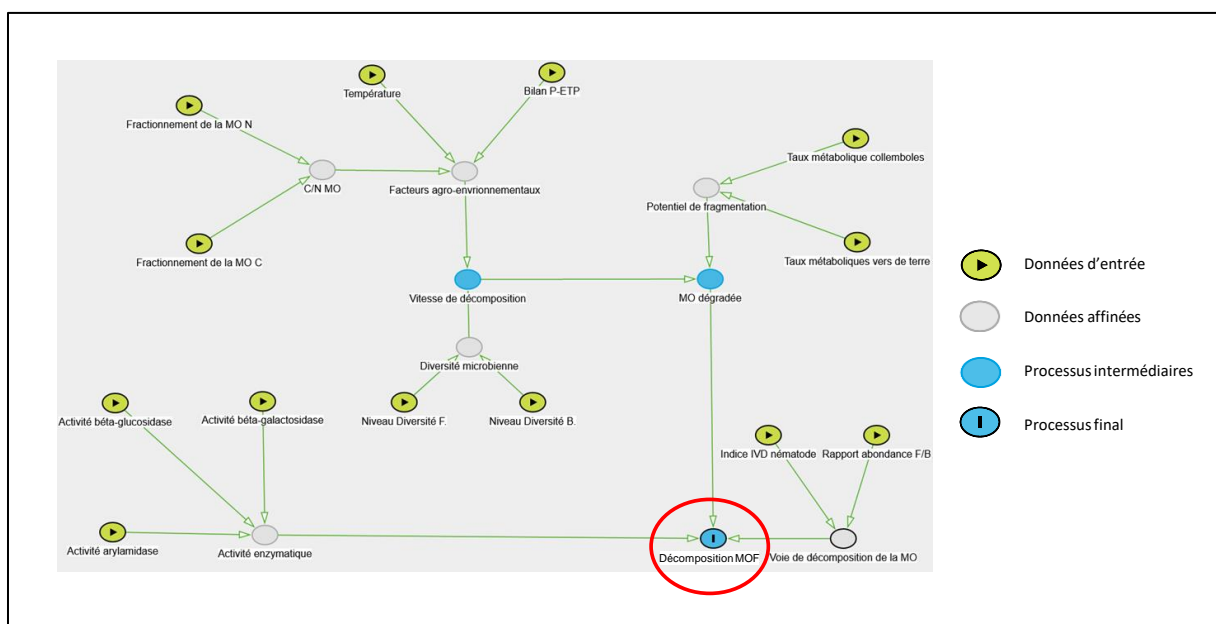 Bilan P-ETP
Température
Fractionnement de la MO N
Taux métabolique collemboles
C/N MO
Facteurs agro-envrionnementaux
Potentiel de fragmentation
Fractionnement de la MO C
Taux métaboliques vers de terre
Données d'entrée
Vitesse de décomposition
MO dégradée
Données affinées
Diversité microbienne
Processus intermédiaires
Activité béta-glucosidase
Activité béta-galactosidase
Niveau Diversité F.
Niveau Diversité B.
Processus final
Indice IVD nématode
Rapport abondance F/B
Activité arylamidase
Activité enzymatique
Décomposition MOF
Voie de décomposition de la MO